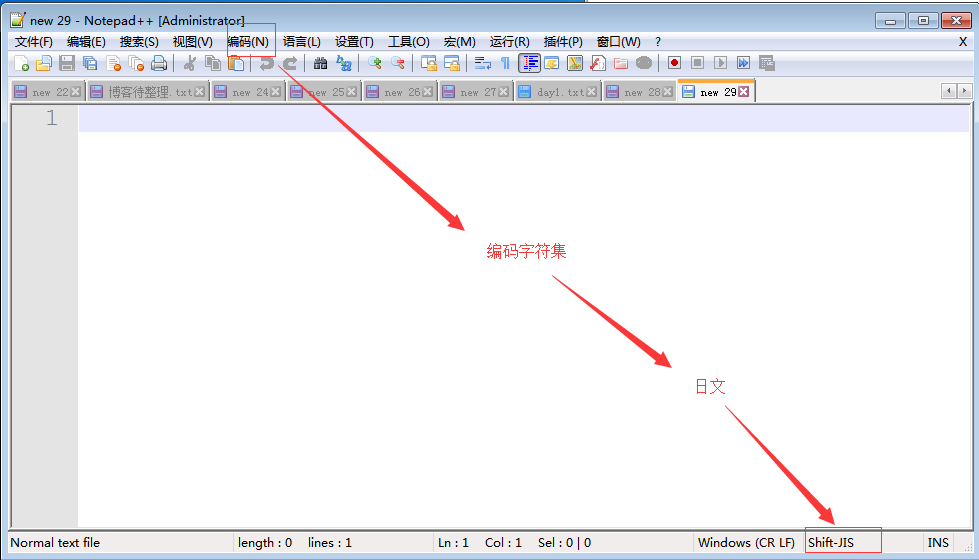 new 29 - Notepad++ [Administrator]
文件(F) 编辑(E) 搜索(S) 视图(V) 编码(N) 语言(L) 设置(T) 工具(O) 宏(M) 运行(R) 插件(P) 窗口(W) ? X
new 22 博客待整理.txt new 24 new 25 new 26 new 27 day1.txt new 28 new 29
1
编码字符集
日文
Normal text file length : 0 lines : 1 Ln : 1 Col : 1 Sel : 0 | 0 Windows (CR LF) Shift-JIS INS